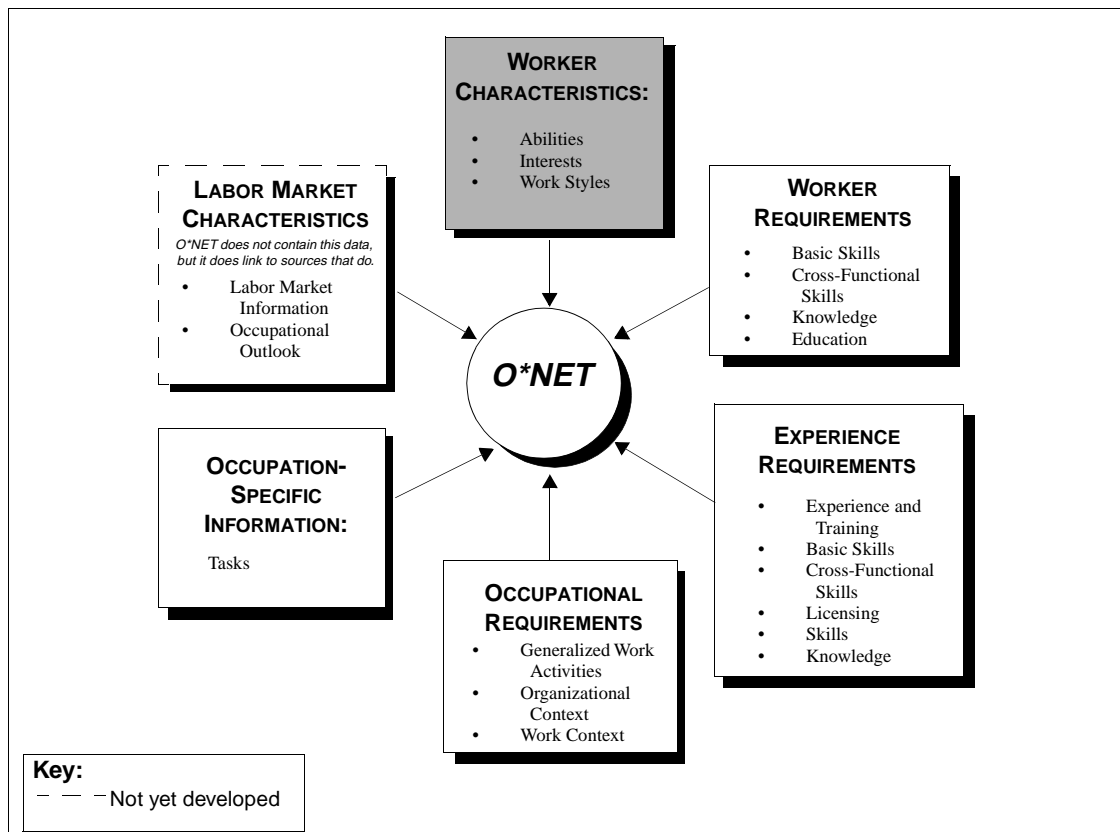 WORKER
CHARACTERISTICS:
• Abilities
• Interests
• Work Styles
LABOR MARKET
CHARACTERISTICS
O*NET does not contain this data,
but it does link to sources that do.
• Labor Market
Information
• Occupational
Outlook
WORKER
REQUIREMENTS
• Basic Skills
• Cross-Functional
Skills
• Knowledge
• Education
O*NET
OCCUPATION-
SPECIFIC
INFORMATION:
Tasks
EXPERIENCE
REQUIREMENTS
• Experience and
Training
• Basic Skills
• Cross-Functional
Skills
• Licensing
• Skills
• Knowledge
OCCUPATIONAL
REQUIREMENTS
• Generalized Work
Activities
• Organizational
Context
• Work Context
Key:
Not yet developed